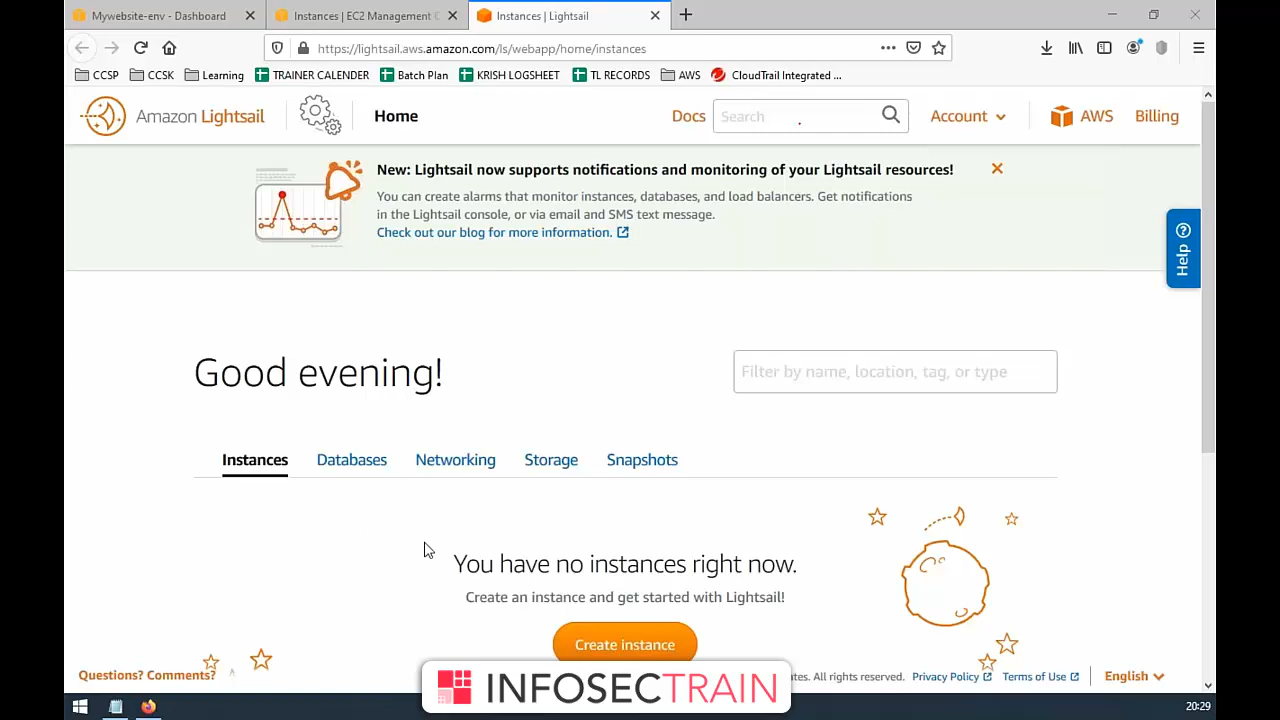 Mywebsite-env - Dashboard
Instances | EC2 Management C
Instances | Lightsail
https://lightsail.aws.amazon.com/ls/webapp/home/instances
CCSP
CCSK
Learning
TRAINER CALENDER
Batch Plan
KRISH LOGSHEET
TL RECORDS
AWS
CloudTrail Integrated ...
Amazon Lightsail
Home
Docs
Search
Account
AWS
Billing
New: Lightsail now supports notifications and monitoring of your Lightsail resources!
You can create alarms that monitor instances, databases, and load balancers. Get notifications
in the Lightsail console, or via email and SMS text message.
Check out our blog for more information.
Help
Good evening!
Filter by name, location, tag, or type
Instances
Databases
Networking
Storage
Snapshots
You have no instances right now.
Create an instance and get started with Lightsail!
Create instance
Questions? Comments?
All rights reserved.
Privacy Policy
Terms of Use
English
INFOSECTRAIN
20:29